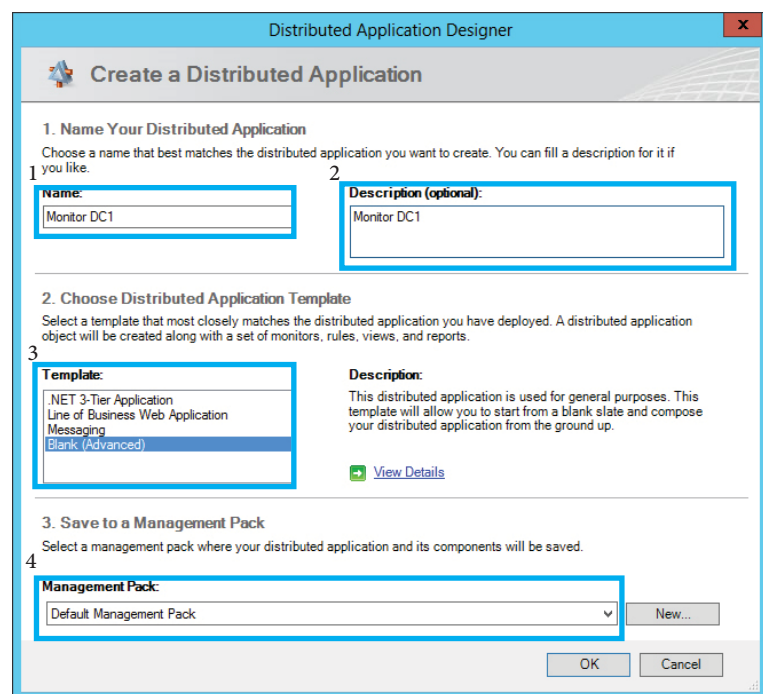 Distributed Application Designer
x
Create a Distributed Application
1. Name Your Distributed Application
Choose a name that best matches the distributed application you want to create. You can fill a description for it if
you like.
1
2
Name:
Description (optional):
Monitor DC1
Monitor DC1
2. Choose Distributed Application Template
Select a template that most closely matches the distributed application you have deployed. A distributed application
object will be created along with a set of monitors, rules, views, and reports.
3
Template:
Description:
.NET 3-Tier Application
Line of Business Web Application
Messaging
Blank (Advanced)
This distributed application is used for general purposes. This
template will allow you to start from a blank slate and compose
your distributed application from the ground up.
View Details
3. Save to a Management Pack
Select a management pack where your distributed application and its components will be saved.
4
Management Pack:
Default Management Pack
New...
OK
Cancel